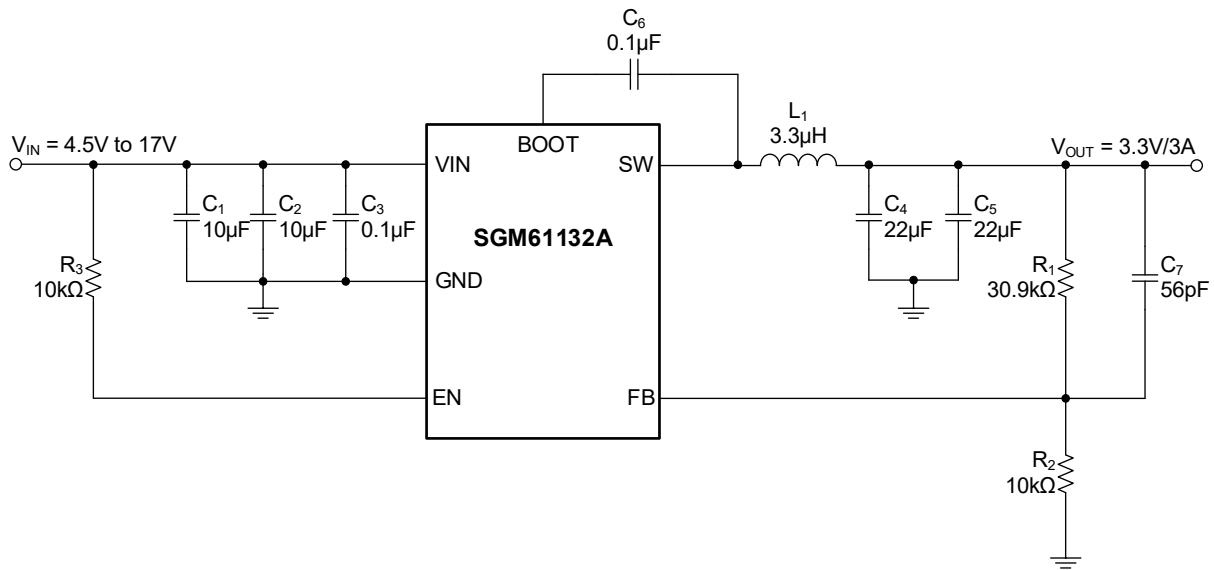 C₆
0.1µF
L₁
3.3µH
V_IN = 4.5V to 17V
BOOT
V_OUT = 3.3V/3A
VIN
SW
C₁
10µF
C₂
10µF
C₃
0.1µF
C₄
22µF
C₅
22µF
SGM61132A
R₃
10kΩ
GND
R₁
30.9kΩ
C₇
56pF
EN
FB
R₂
10kΩ